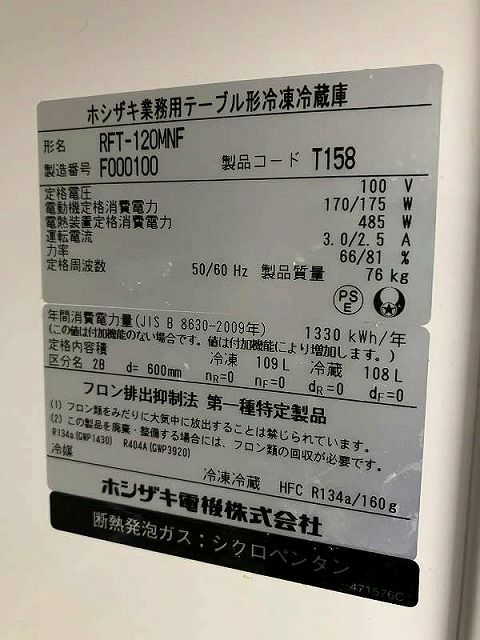 ホシザキ業務用テーブル形冷凍冷蔵庫
形名 RFT-120MNF
製造番号 F000100 製品コード T158
定格電圧 100 V
電動機定格消費電力 170/175 W
電熱装置定格消費電力 485 W
運転電流 3.0/2.5 A
力率 66/81 %
定格周波数 50/60 Hz 製品質量 76 kg
PS
E
年間消費電力量(JIS B 8630-2009年) 1330 kWh/年
(この値は付加機能のない場合です。値は付加機能により増加します。)
定格内容積 冷凍 109 L 冷蔵 108 L
区分名 2B d= 600mm nR=0 nF=0 dR=0 dF=0
フロン排出抑制法 第一種特定製品
(1) フロン類をみだりに大気中に放出することは禁じられています。
(2) この製品を廃棄・整備する場合には、フロン類の回収が必要です。
R134a(GWP1430) R404A(GWP3920)
冷媒 冷凍冷蔵 HFC R134a/160g
ホシザキ電機株式会社
断熱発泡ガス:シクロペンタン
471576C